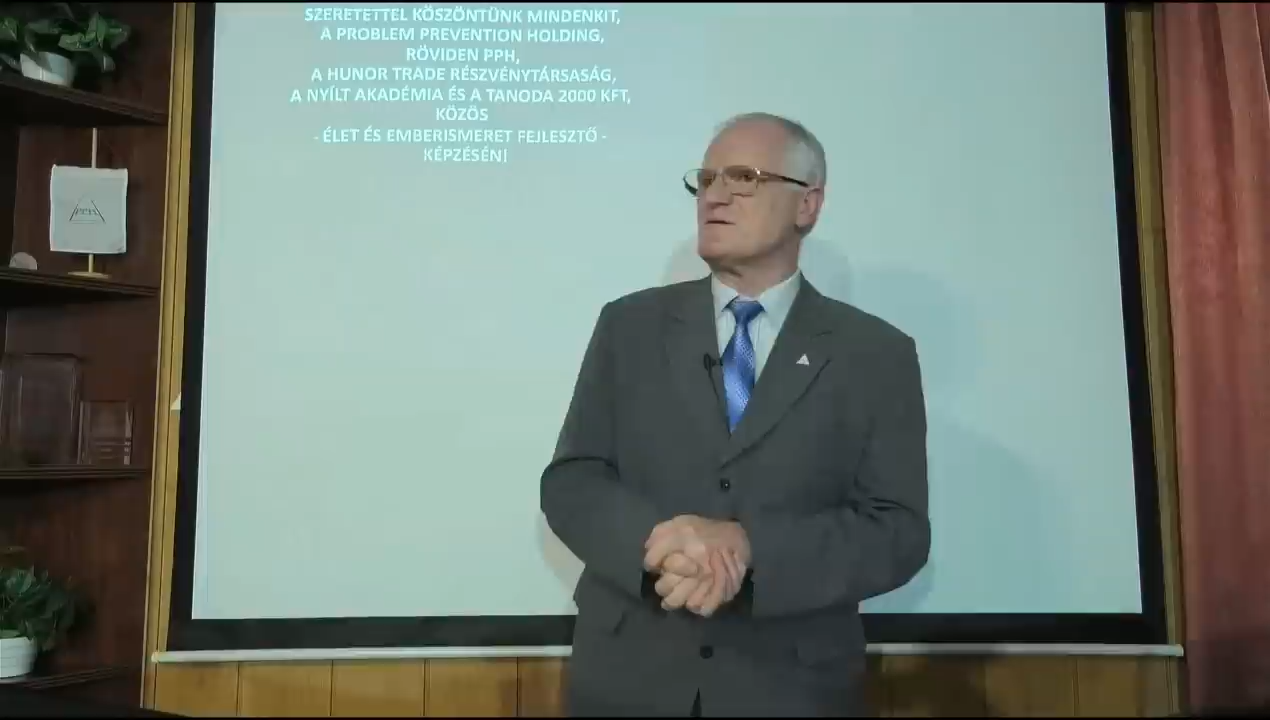 SZERETETTEL KÖSZÖNTÜNK MINDENKIT,
A PROBLEM PREVENTION HOLDING,
RÖVIDEN PPH,
A HUNOR TRADE RÉSZVÉNYTÁRSASÁG,
A NYÍLT AKADÉMIA ÉS A TANODA 2000 KFT,
KÖZÖS
- ÉLET ÉS EMBERISMERET FEJLESZTŐ -
KÉPZÉSÉN!